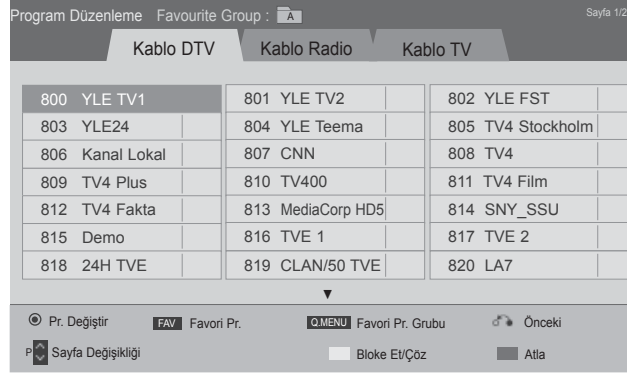 Program Düzenleme Favourite Group : A Sayfa 1/2
Kablo DTV Kablo Radio Kablo TV
800 YLE TV1 801 YLE TV2 802 YLE FST
803 YLE24 804 YLE Teema 805 TV4 Stockholm
806 Kanal Lokal 807 CNN 808 TV4
809 TV4 Plus 810 TV400 811 TV4 Film
812 TV4 Fakta 813 MediaCorp HD5 814 SNY_SSU
815 Demo 816 TVE 1 817 TVE 2
818 24H TVE 819 CLAN/50 TVE 820 LA7
Pr. Değiştir FAV Favori Pr. Q.MENU Favori Pr. Grubu Önceki
P Sayfa Değişikliği Bloke Et/Çöz Atla